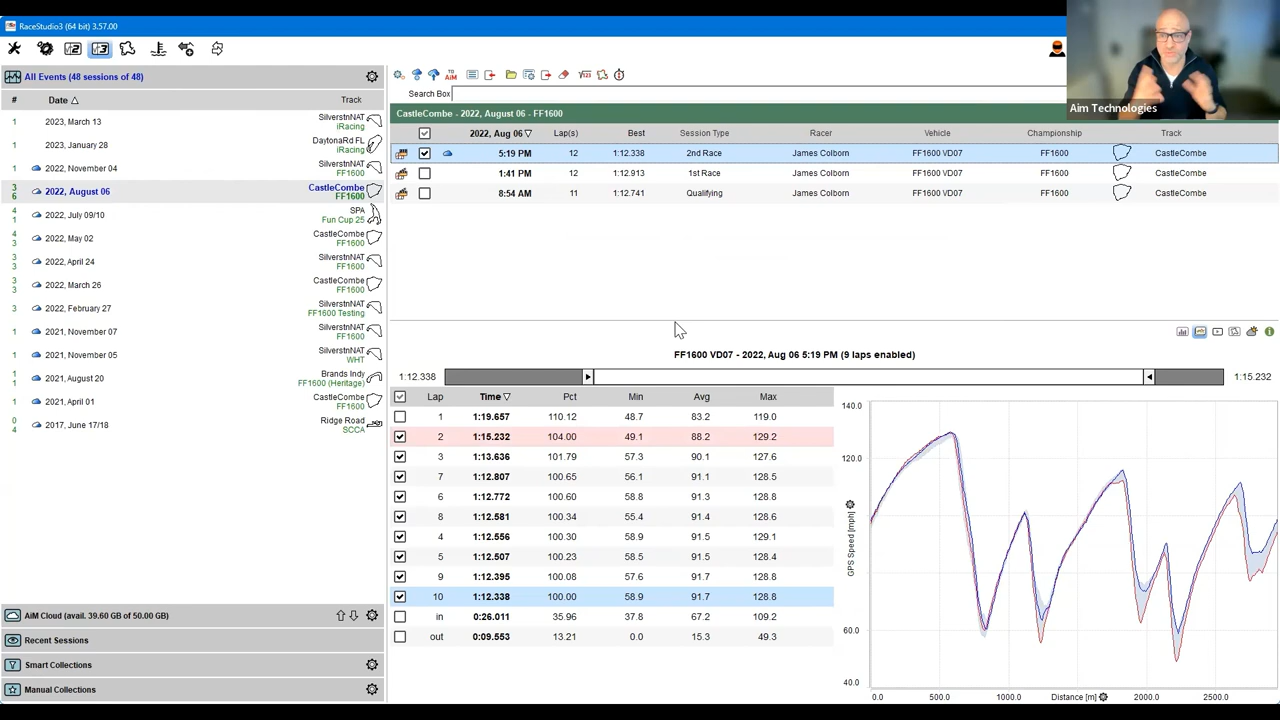 RaceStudio3 (64 bit) 3.57.00
Aim Technologies
All Events (48 sessions of 48)
# Date Track
1 2023, March 13 SilverstnNAT
iRacing
1 2023, January 28 DaytonaRd FL
iRacing
1 2022, November 04 SilverstnNAT
FF1600
3 2022, August 06 CastleCombe
6 FF1600
4 2022, July 09/10 SPA
1 Fun Cup 25
4 2022, May 02 CastleCombe
3 FF1600
3 2022, April 24 SilverstnNAT
3 FF1600
3 2022, March 26 CastleCombe
3 FF1600
3 2022, February 27 SilverstnNAT
FF1600 Testing
1 2021, November 07 SilverstnNAT
FF1600
1 2021, November 05 SilverstnNAT
WHT
1 2021, August 20 Brands Indy
1 FF1600 (Heritage)
1 2021, April 01 CastleCombe
FF1600
0 2017, June 17/18 Ridge Road
4 SCCA
AiM Cloud (avail. 39.60 GB of 50.00 GB)
Recent Sessions
Smart Collections
Manual Collections
TO
AiM
Search Box
CastleCombe - 2022, August 06 - FF1600
2022, Aug 06 Lap(s) Best Session Type Racer Vehicle Championship Track
5:19 PM 12 1:12.338 2nd Race James Colborn FF1600 VD07 FF1600 CastleCombe
1:41 PM 12 1:12.913 1st Race James Colborn FF1600 VD07 FF1600 CastleCombe
8:54 AM 11 1:12.741 Qualifying James Colborn FF1600 VD07 FF1600 CastleCombe
FF1600 VD07 - 2022, Aug 06 5:19 PM (9 laps enabled)
1:12.338 1:15.232
Lap Time Pct Min Avg Max
1 1:19.657 110.12 48.7 83.2 119.0
2 1:15.232 104.00 49.1 88.2 129.2
3 1:13.636 101.79 57.3 90.1 127.6
7 1:12.807 100.65 56.1 91.1 128.8
6 1:12.772 100.60 58.8 91.3 128.8
8 1:12.581 100.34 55.4 91.4 128.6
4 1:12.556 100.30 58.9 91.5 129.1
5 1:12.507 100.23 58.5 91.5 128.4
9 1:12.395 100.08 57.6 91.7 128.8
10 1:12.338 100.00 58.9 91.7 128.8
in 0:26.011 35.96 37.8 67.2 109.2
out 0:09.553 13.21 0.0 15.3 49.3
140.0
120.0
GPS Speed [mph]
60.0
40.0
0.0 500.0 1000.0 Distance [m] 2000.0 2500.0